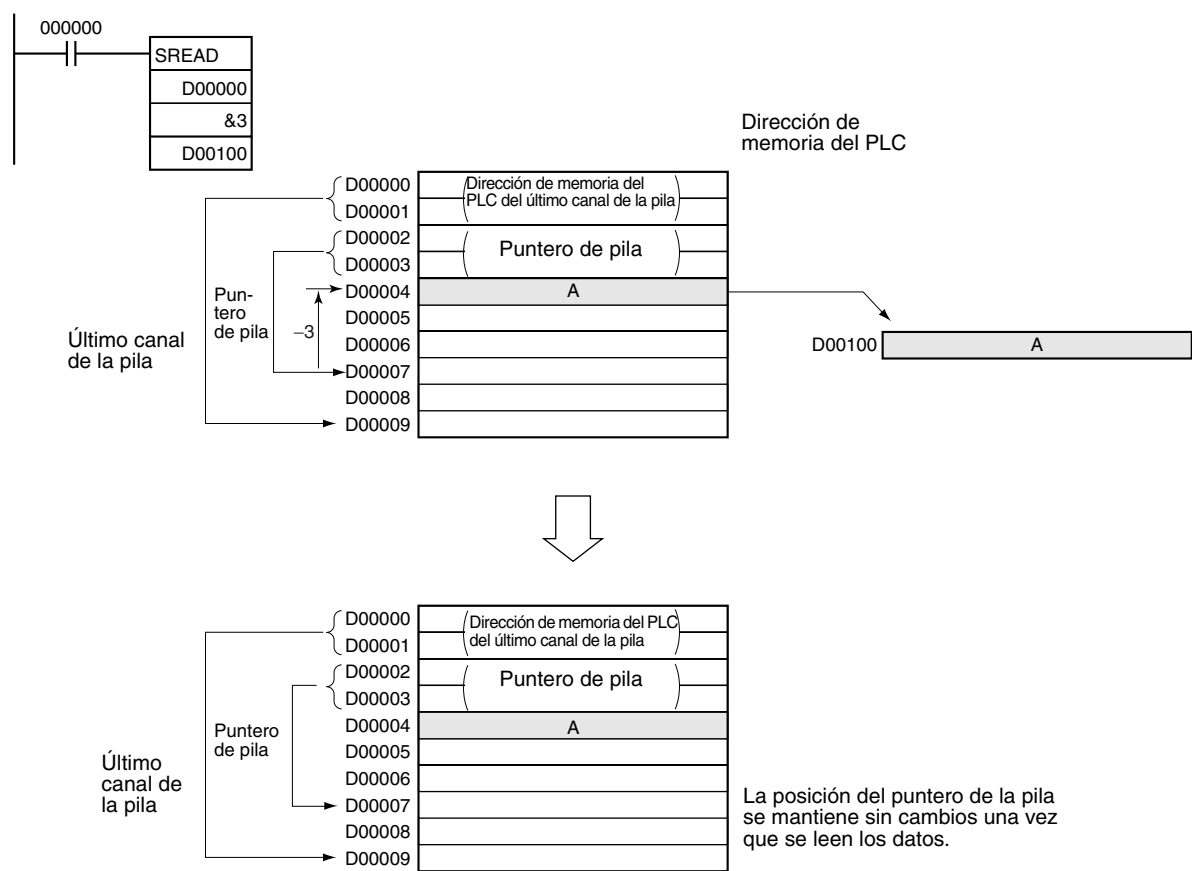 000000
SREAD
D00000
&3
D00100
Dirección de
memoria del PLC
D00000
D00001
D00002
D00003
D00004
D00005
D00006
D00007
D00008
D00009
Dirección de memoria del
PLC del último canal de la pila
Puntero de pila
A
Pun-
tero
de pila
−3
Último canal
de la pila
D00100
A
D00000
D00001
D00002
D00003
D00004
D00005
D00006
D00007
D00008
D00009
Dirección de memoria del PLC
del último canal de la pila
Puntero de pila
A
Puntero
de pila
Último
canal de
la pila
La posición del puntero de la pila
se mantiene sin cambios una vez
que se leen los datos.